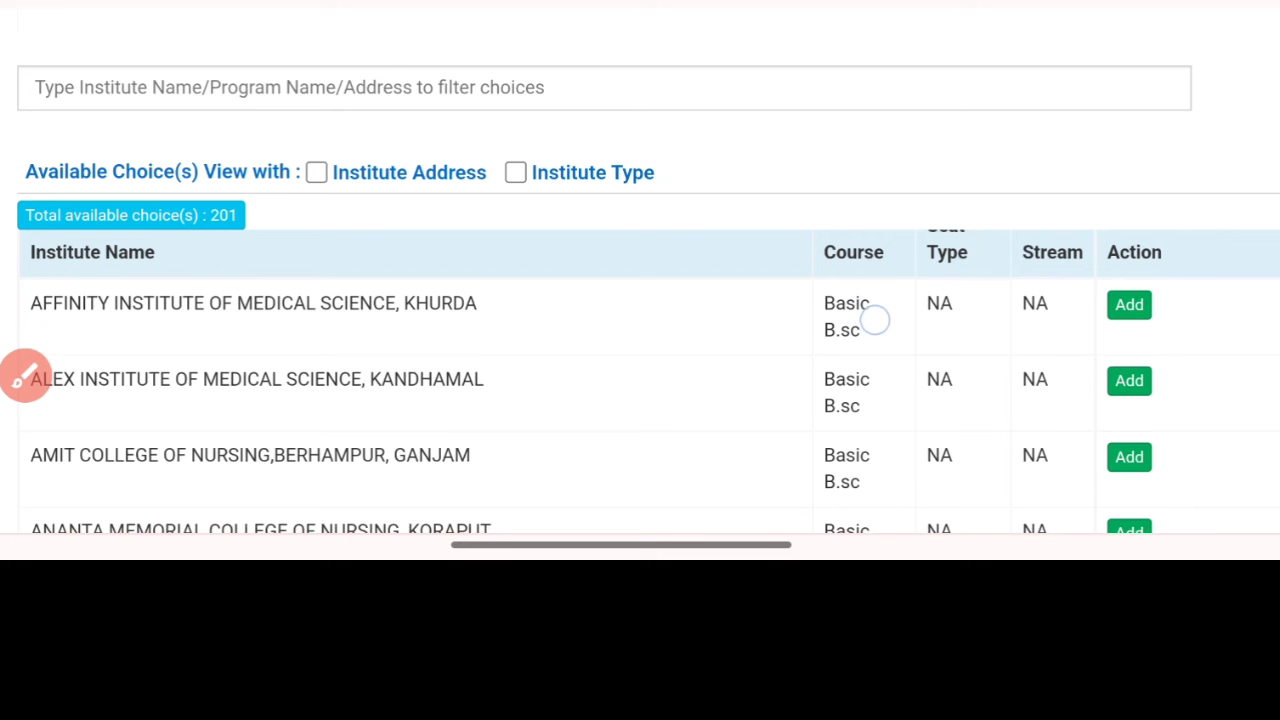 Type Institute Name/Program Name/Address to filter choices
Available Choice(s) View with : Institute Address Institute Type
Total available choice(s) : 201
Institute Name Course Seat Type Stream Action
AFFINITY INSTITUTE OF MEDICAL SCIENCE, KHURDA Basic NA NA Add
B.sc
ALEX INSTITUTE OF MEDICAL SCIENCE, KANDHAMAL Basic NA NA Add
B.sc
AMIT COLLEGE OF NURSING,BERHAMPUR, GANJAM Basic NA NA Add
B.sc
ANANTA MEMORIAL COLLEGE OF NURSING, KORAPUT Basic NA NA Add